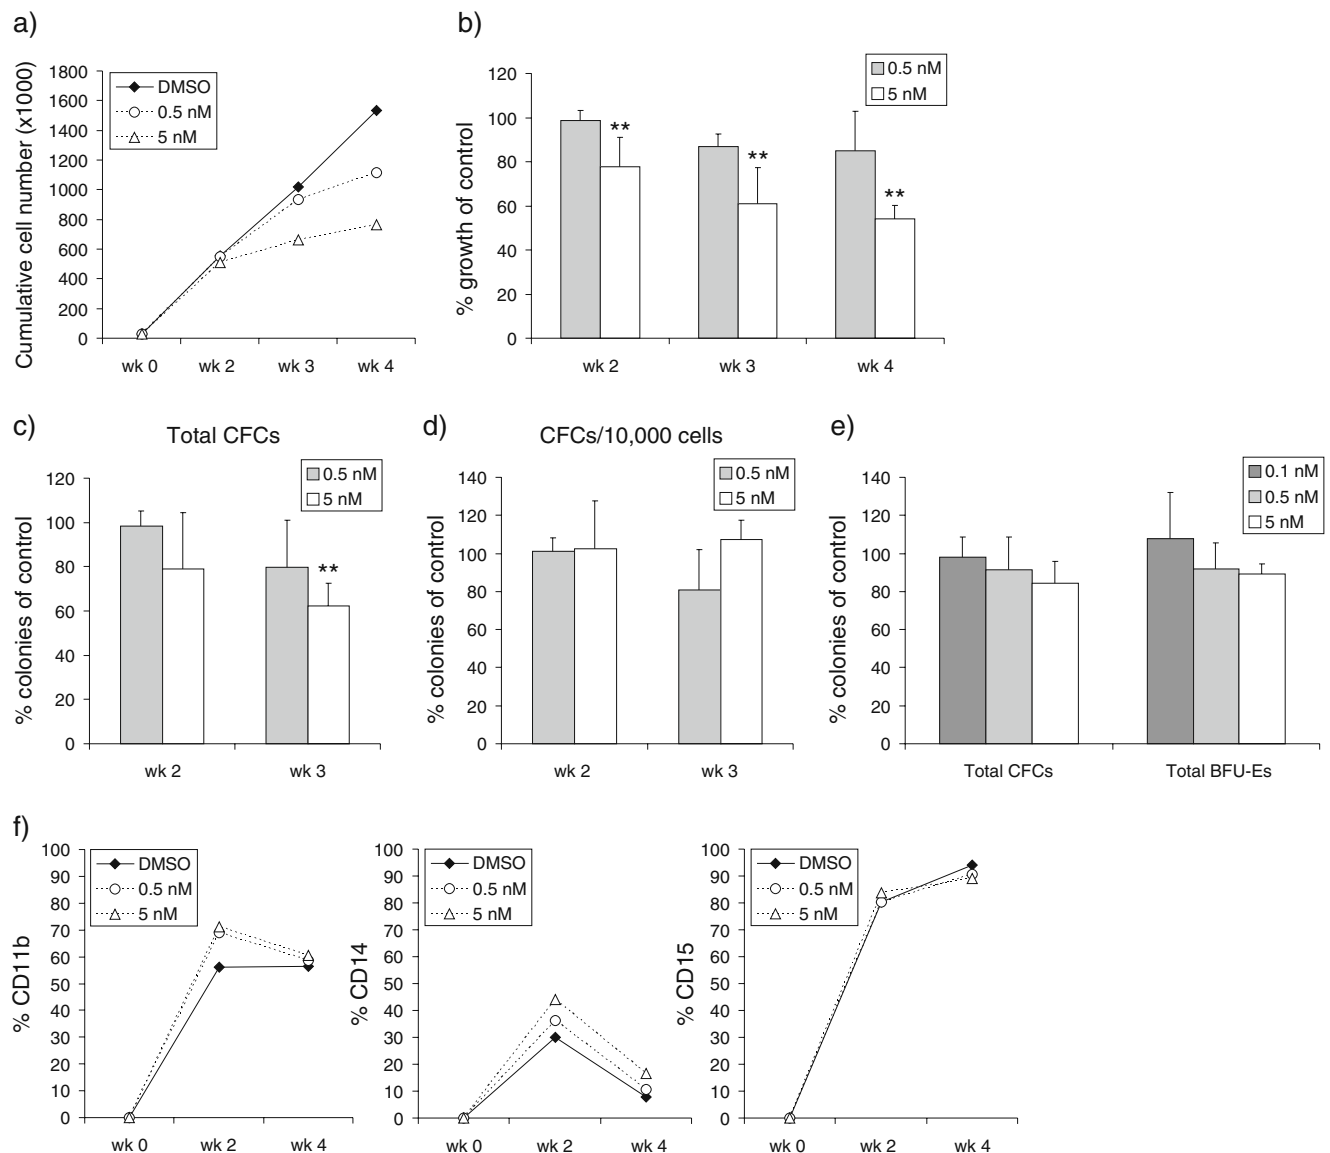 a)
Cumulative cell number (x1000)
1800
1600
1400
1200
1000
800
600
400
200
0
DMSO
0.5 nM
5 nM
wk 0 wk 2 wk 3 wk 4
b)
% growth of control
120
100
80
60
40
20
0
0.5 nM
5 nM
**
**
**
wk 2 wk 3 wk 4
c)
Total CFCs
% colonies of control
120
100
80
60
40
20
0
0.5 nM
5 nM
**
wk 2 wk 3
d)
CFCs/10,000 cells
% colonies of control
140
120
100
80
60
40
20
0
0.5 nM
5 nM
wk 2 wk 3
e)
% colonies of control
140
120
100
80
60
40
20
0
0.1 nM
0.5 nM
5 nM
Total CFCs Total BFU-Es
f)
% CD11b
100
90
80
70
60
50
40
30
20
10
0
DMSO
0.5 nM
5 nM
wk 0 wk 2 wk 4
% CD14
100
90
80
70
60
50
40
30
20
10
0
DMSO
0.5 nM
5 nM
wk 0 wk 2 wk 4
% CD15
100
90
80
70
60
50
40
30
20
10
0
DMSO
0.5 nM
5 nM
wk 0 wk 2 wk 4